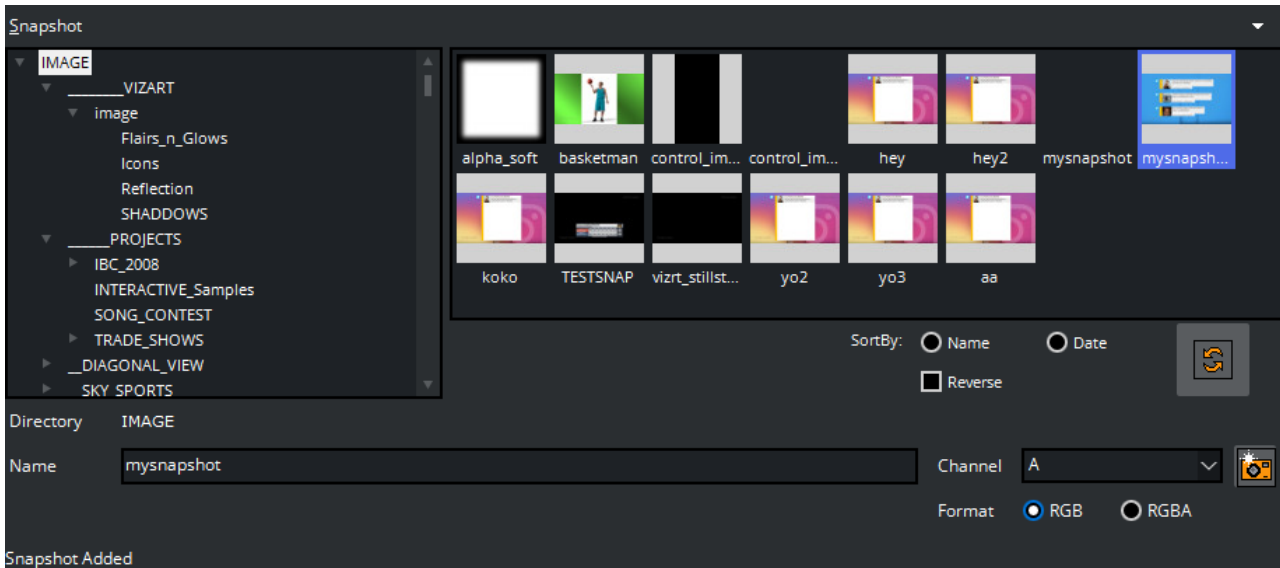 Snapshot
IMAGE
________VIZART
image
Flairs_n_Glows
Icons
Reflection
SHADDOWS
______PROJECTS
IBC_2008
INTERACTIVE_Samples
SONG_CONTEST
TRADE_SHOWS
__DIAGONAL_VIEW
SKY SPORTS
alpha_soft basketman control_im... control_im... hey hey2 mysnapshot mysnapsh...
koko TESTSNAP vizrt_stillst... yo2 yo3 aa
SortBy: Name Date
Reverse
Directory IMAGE
Name mysnapshot Channel A
Format RGB RGBA
Snapshot Added